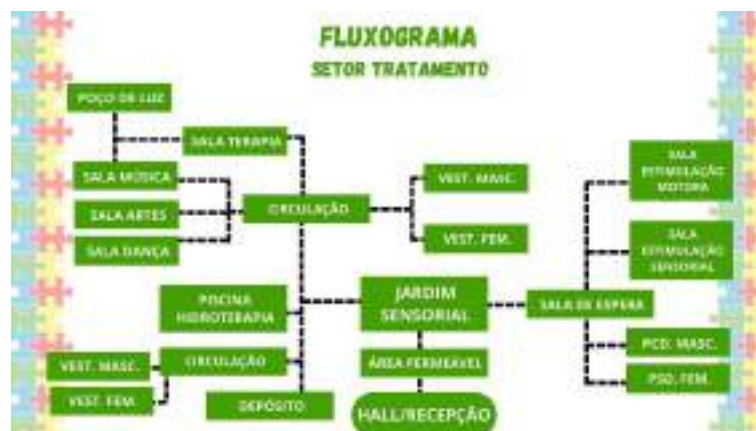 FLUXOGRAMA
SETOR TRATAMENTO
POÇO DE LUZ
SALA TERAPIA
SALA MÚSICA
SALA ARTES
SALA DANÇA
CIRCULAÇÃO
VEST. MASC.
VEST. FEM.
SALA
ESTIMULAÇÃO
MOTORA
SALA
ESTIMULAÇÃO
SENSORIAL
PISCINA
HIDROTERAPIA
JARDIM
SENSORIAL
SALA DE ESPERA
PCD. MASC.
PSD. FEM.
CIRCULAÇÃO
ÁREA PERMEAVEL
VEST. MASC.
VEST. FEM.
DEPÓSITO
HALL/RECEPÇÃO